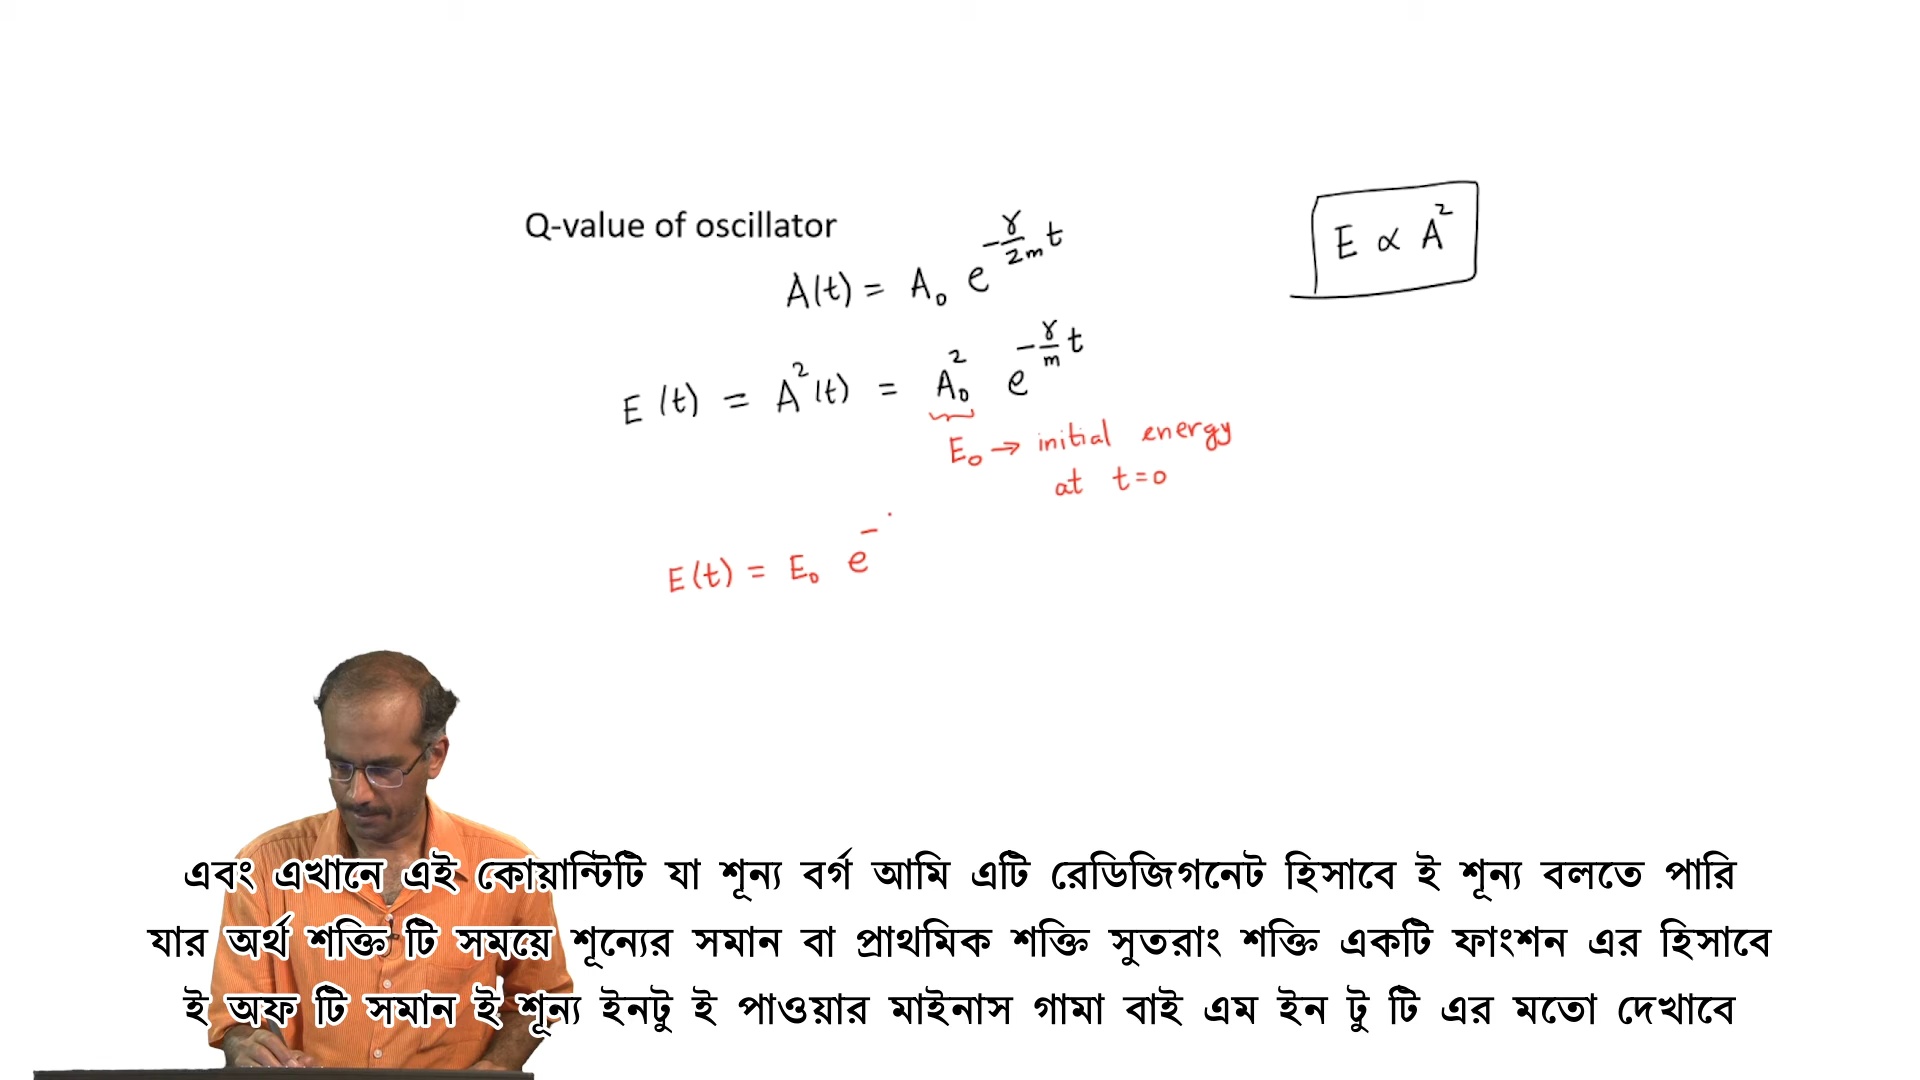 Q-value of oscillator
A(t) = A₀ e^{-γ/2m t}
E ∝ A²
E(t) = A²(t) = A₀² e^{-γ/m t}
E₀ → initial energy
at t=0
E(t) = E₀ e^-
এবং এখানে এই কোয়ান্টিটি যা শূন্য বর্গ আমি এটি রেডিজিগনেট হিসাবে ই শূন্য বলতে পারি
যার অর্থ শক্তি টি সময়ে শূন্যের সমান বা প্রাথমিক শক্তি সুতরাং শক্তি একটি ফাংশন এর হিসাবে
ই অফ টি সমান ই শূন্য ইনটু ই পাওয়ার মাইনাস গামা বাই এম ইন টু টি এর মতো দেখাবে